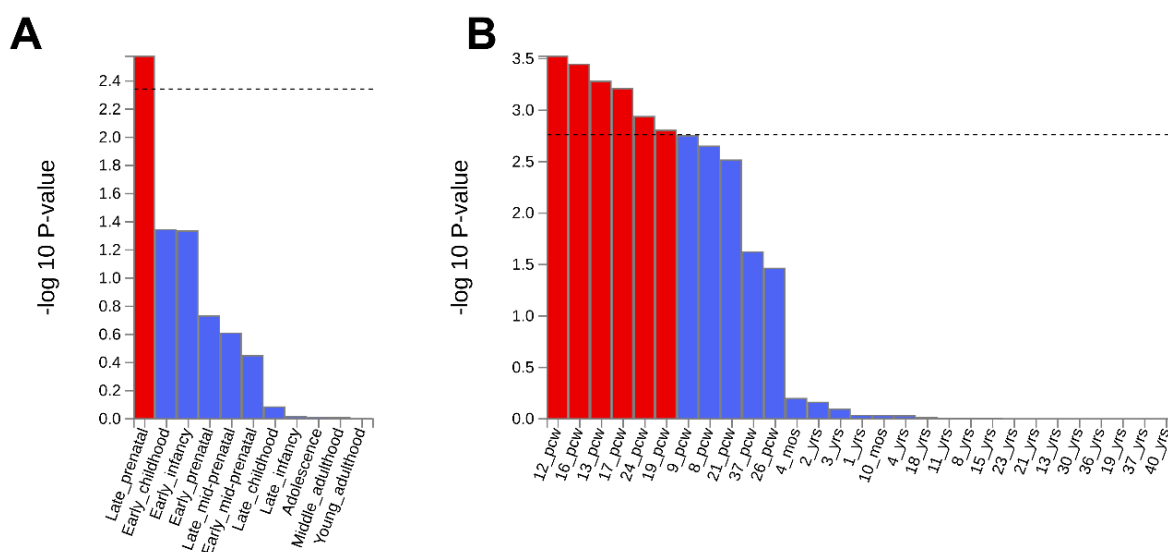 A
-log 10 P-value
2.4
2.2
2.0
1.8
1.6
1.4
1.2
1.0
0.8
0.6
0.4
0.2
0.0
Late_prenatal
Early_childhood
Early_infancy
Early_prenatal
Late_mid-prenatal
Early_mid-prenatal
Late_childhood
Late_infancy
Adolescence
Middle_adulthood
Young_adulthood
B
-log 10 P-value
3.5
3.0
2.5
2.0
1.5
1.0
0.5
0.0
12_pcw
16_pcw
13_pcw
17_pcw
24_pcw
19_pcw
9_pcw
8_pcw
21_pcw
37_pcw
26_pcw
4_mos
2_yrs
3_yrs
1_yrs
10_mos
4_yrs
18_yrs
11_yrs
8_yrs
15_yrs
23_yrs
21_yrs
13_yrs
30_yrs
36_yrs
19_yrs
37_yrs
40_yrs